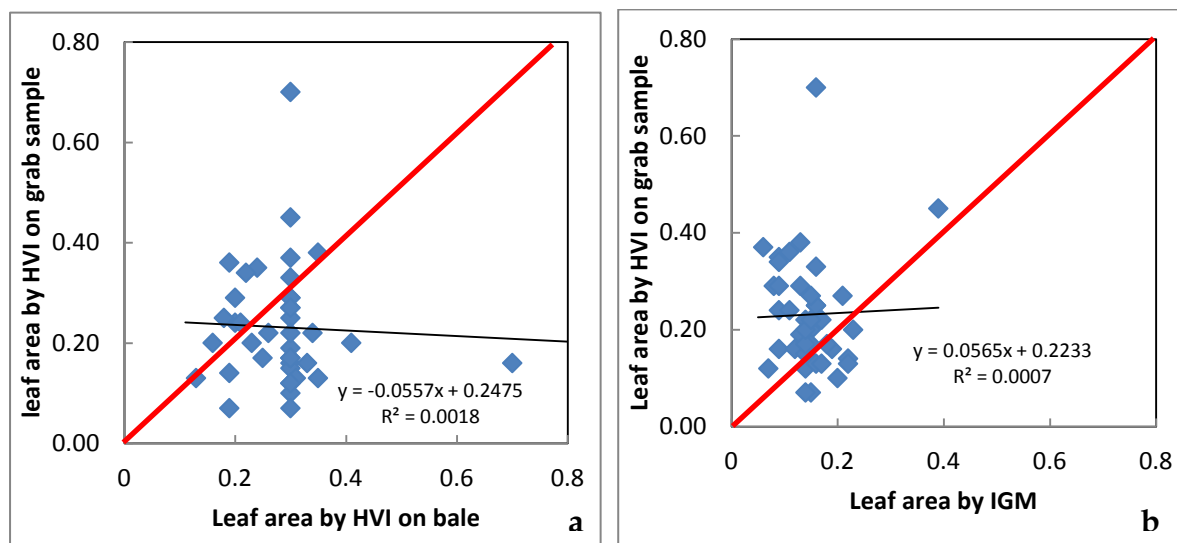 leaf area by HVI on grab sample
0.80
0.60
0.40
0.20
0.00
0
0.2
0.4
0.6
0.8
y = -0.0557x + 0.2475
R² = 0.0018
Leaf area by HVI on bale
a
Leaf area by HVI on grab sample
0.80
0.60
0.40
0.20
0.00
0
0.2
0.4
0.6
0.8
y = 0.0565x + 0.2233
R² = 0.0007
Leaf area by IGM
b